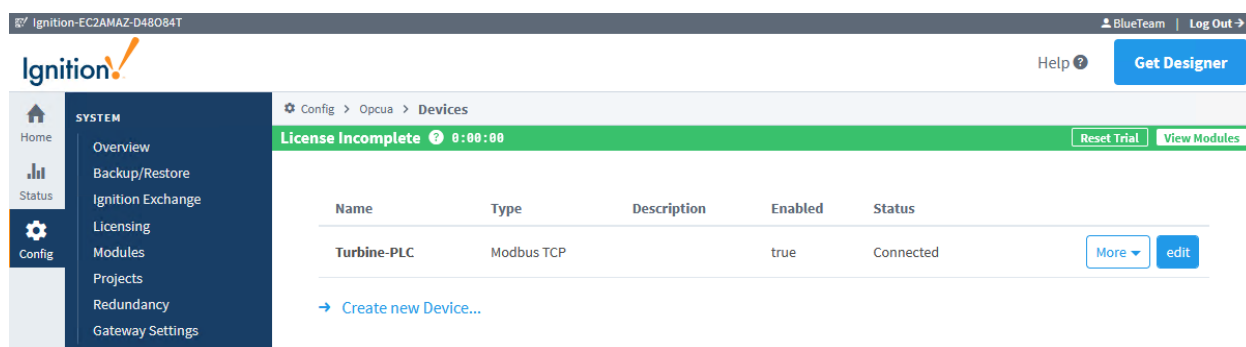 Ignition-EC2AMAZ-D48O84T
BlueTeam | Log Out
Ignition!
Help ?
Get Designer
Home
Status
Config
SYSTEM
Overview
Backup/Restore
Ignition Exchange
Licensing
Modules
Projects
Redundancy
Gateway Settings
Config > Opcua > Devices
License Incomplete ? 0:00:00
Reset Trial
View Modules
Name Type Description Enabled Status
Turbine-PLC Modbus TCP true Connected
More
edit
→ Create new Device...